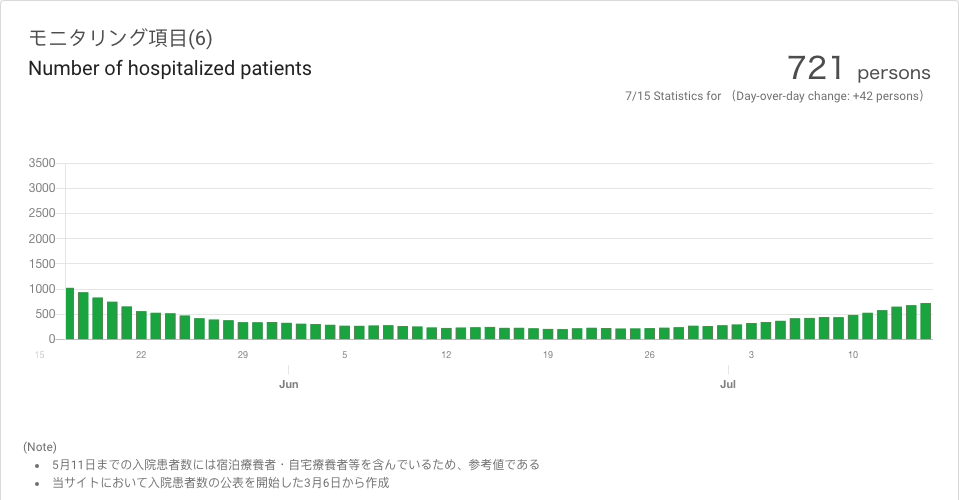 モニタリング項目(6)
Number of hospitalized patients
721 persons
7/15 Statistics for （Day-over-day change: +42 persons）
3500
3000
2500
2000
1500
1000
500
0
15 22 29 5 12 19 26 3 10
Jun Jul
(Note)
• 5月11日までの入院患者数には宿泊療養者・自宅療養者等を含んでいるため、参考値である
• 当サイトにおいて入院患者数の公表を開始した3月6日から作成